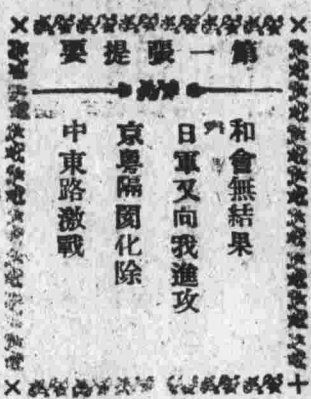 第一張提要
和會無結果
日軍又向我進攻
京粵隔閡化除
中東路激戰